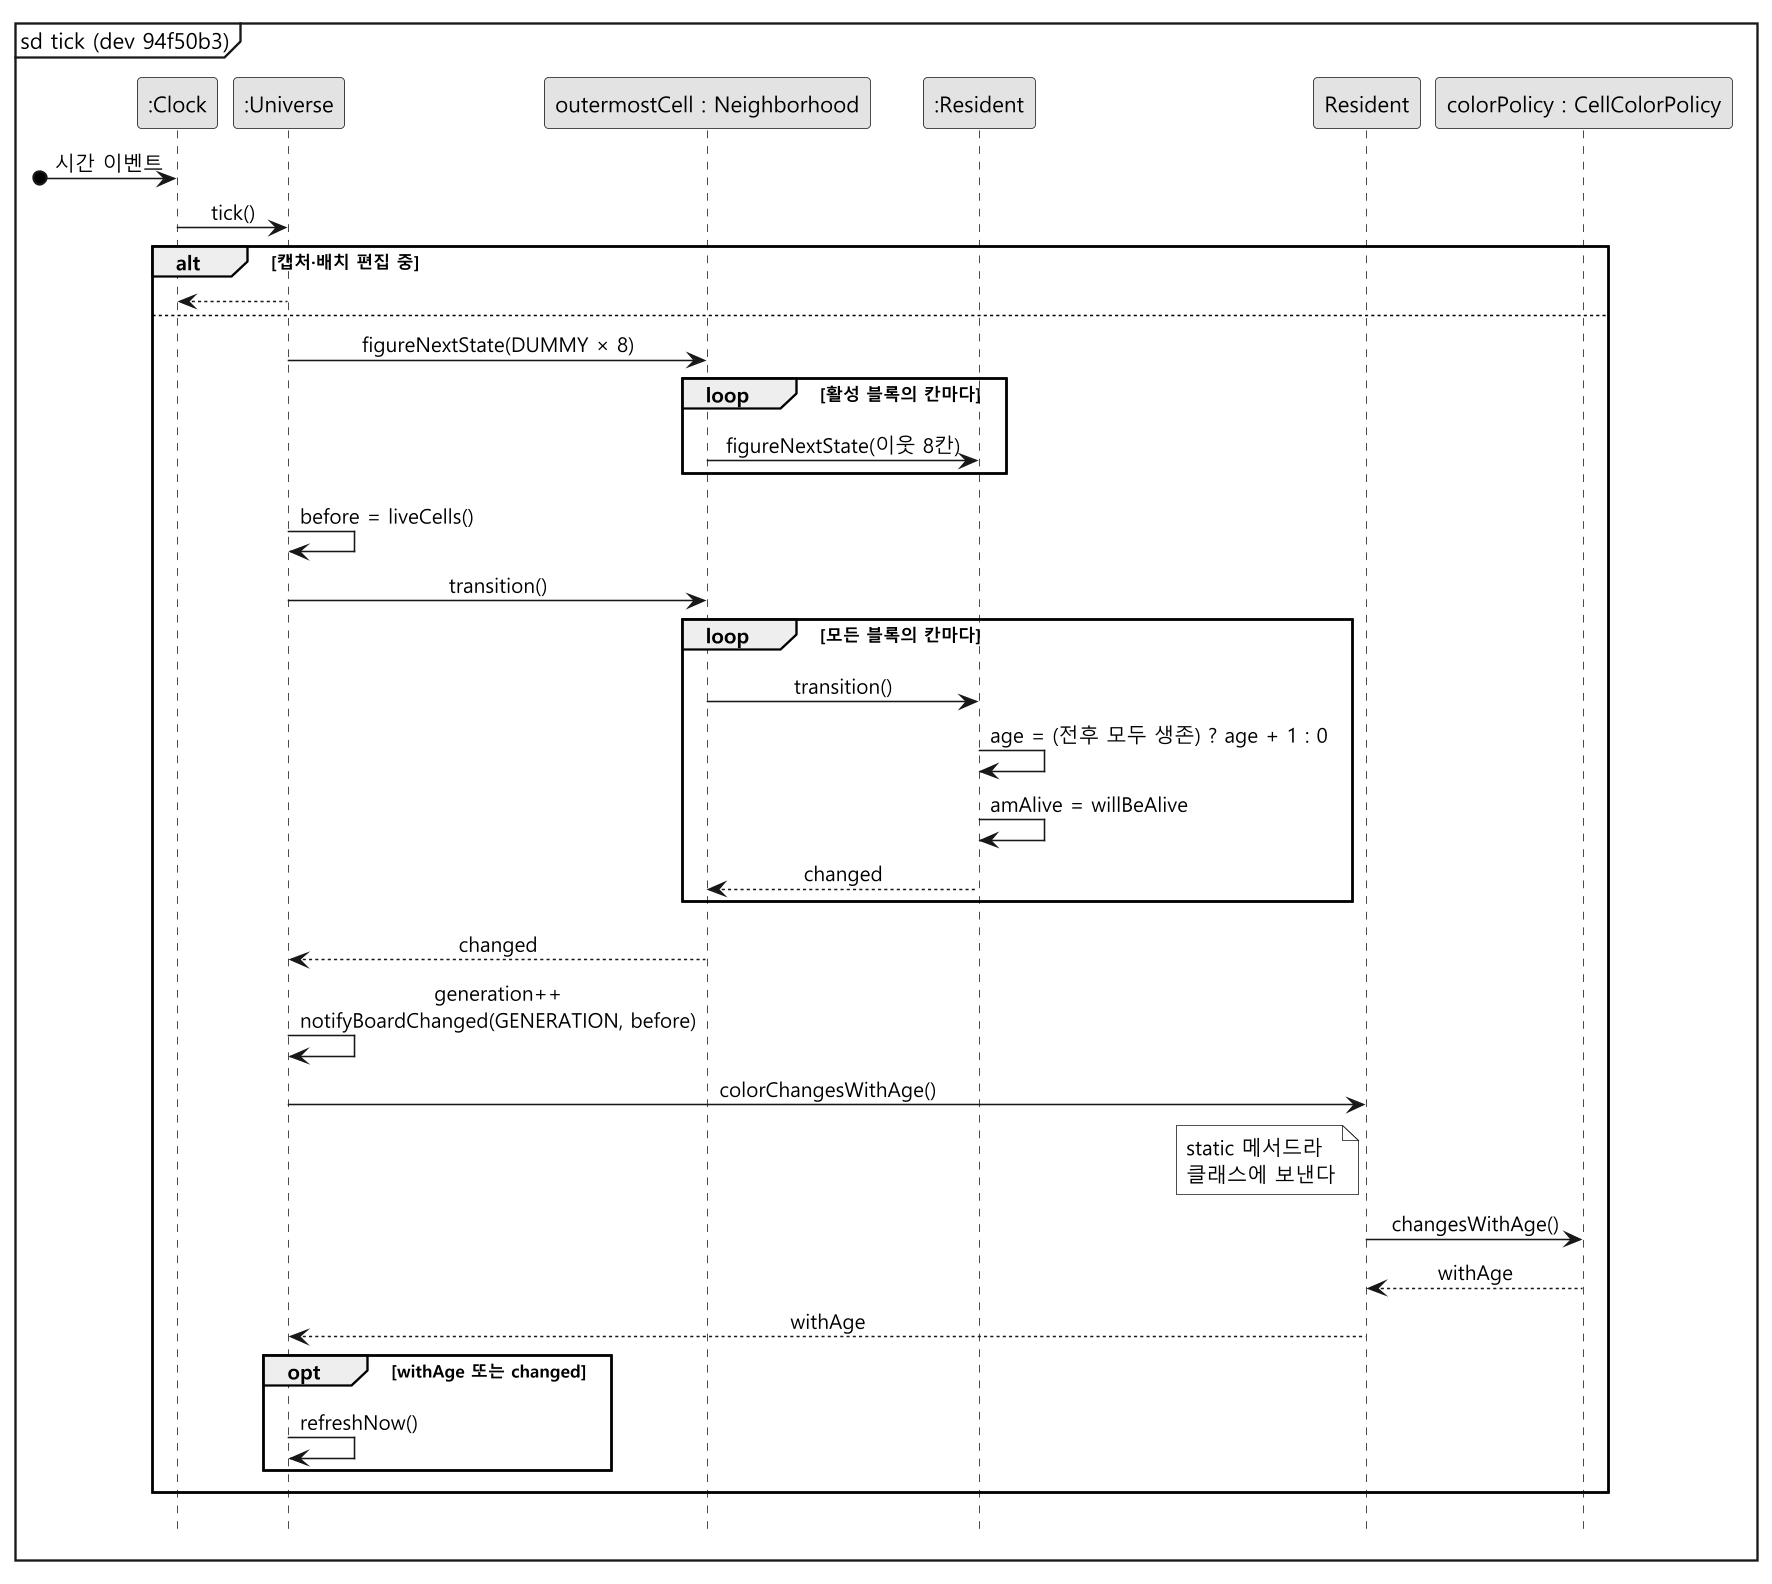 sd tick (dev 94f50b3)
:Clock
:Universe
outermostCell : Neighborhood
:Resident
Resident
colorPolicy : CellColorPolicy
시간 이벤트
tick()
alt
[캡처·배치 편집 중]
figureNextState(DUMMY × 8)
loop
[활성 블록의 칸마다]
figureNextState(이웃 8칸)
before = liveCells()
transition()
loop
[모든 블록의 칸마다]
transition()
age = (전후 모두 생존) ? age + 1 : 0
amAlive = willBeAlive
changed
changed
generation++
notifyBoardChanged(GENERATION, before)
colorChangesWithAge()
static 메서드라
클래스에 보낸다
changesWithAge()
withAge
withAge
opt
[withAge 또는 changed]
refreshNow()